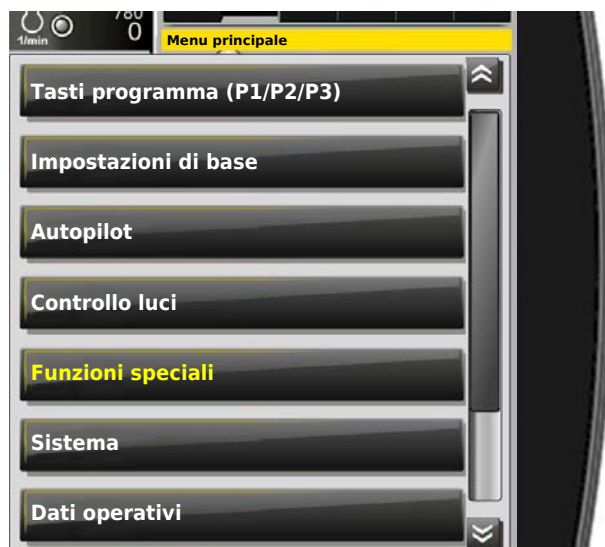 780
1/min 0
Menu principale
Tasti programma (P1/P2/P3)
Impostazioni di base
Autopilot
Controllo luci
Funzioni speciali
Sistema
Dati operativi